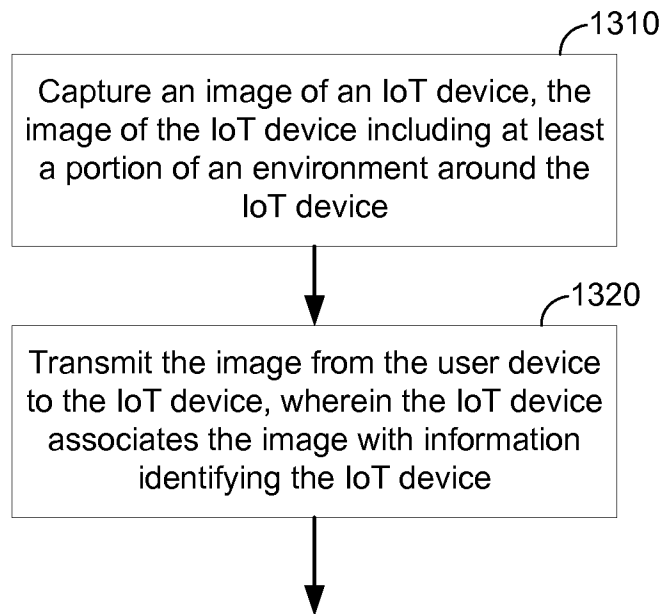 1310
Capture an image of an IoT device, the
image of the IoT device including at least
a portion of an environment around the
IoT device
1320
Transmit the image from the user device
to the IoT device, wherein the IoT device
associates the image with information
identifying the IoT device